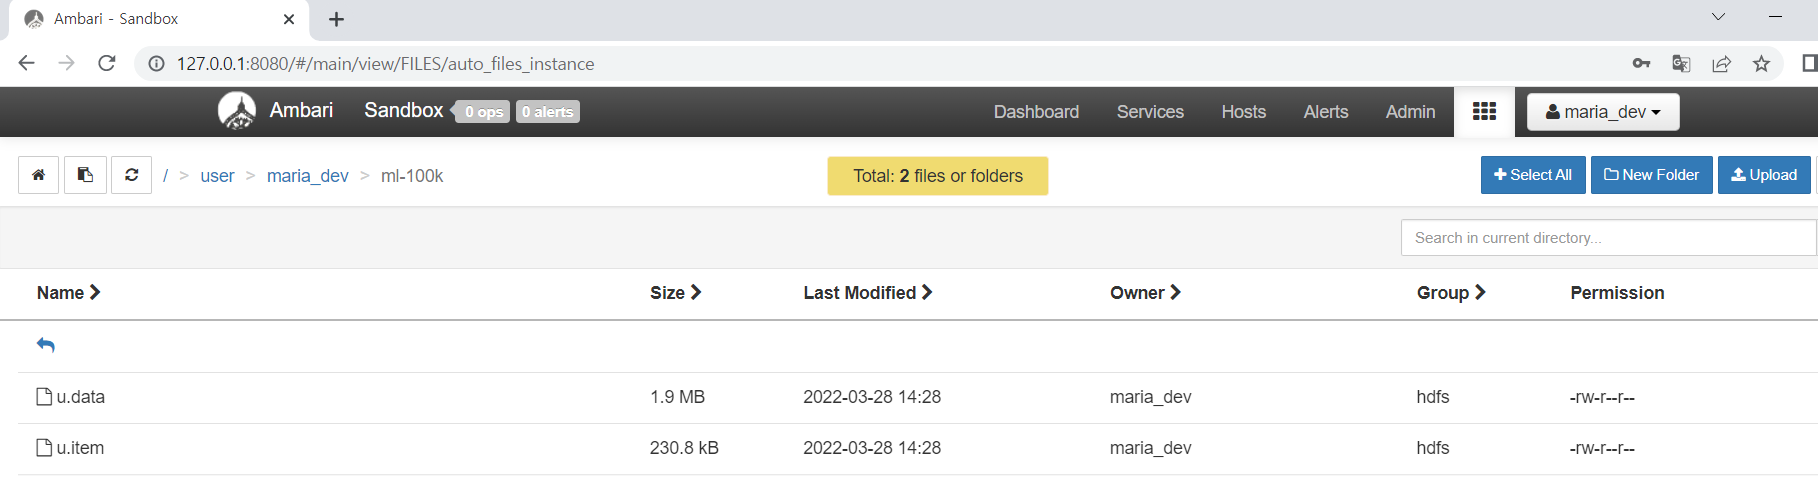 Ambari - Sandbox
127.0.0.1:8080/#/main/view/FILES/auto_files_instance
Ambari Sandbox 0 ops 0 alerts Dashboard Services Hosts Alerts Admin maria_dev
/ > user > maria_dev > ml-100k Total: 2 files or folders Select All New Folder Upload
Search in current directory...
Name Size Last Modified Owner Group Permission
u.data 1.9 MB 2022-03-28 14:28 maria_dev hdfs -rw-r--r--
u.item 230.8 kB 2022-03-28 14:28 maria_dev hdfs -rw-r--r--